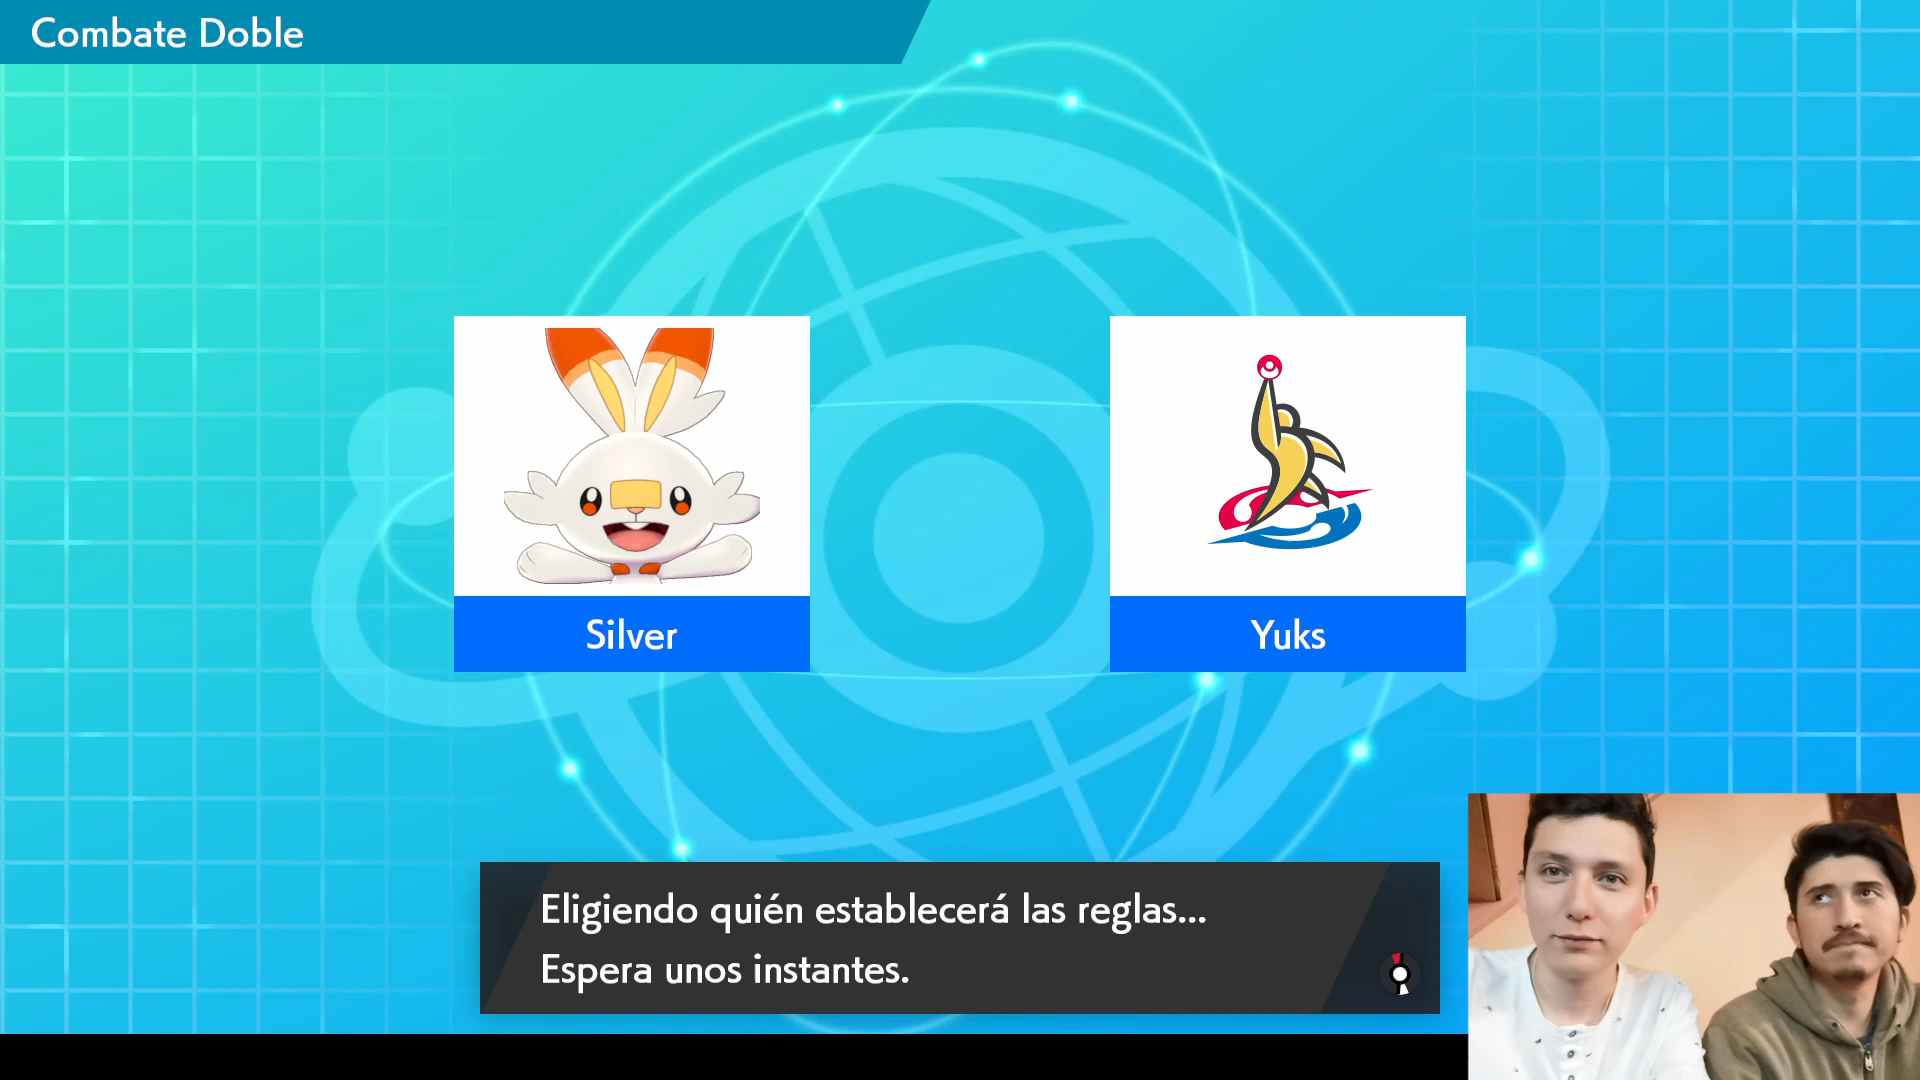 Combate Doble
Silver
Yuks
Eligiendo quién establecerá las reglas...
Espera unos instantes.